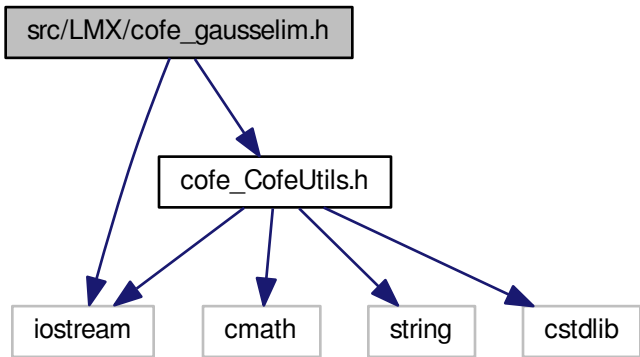 src/LMX/cofe_gausselim.h
cofe_CofeUtils.h
iostream
cmath
string
cstdlib